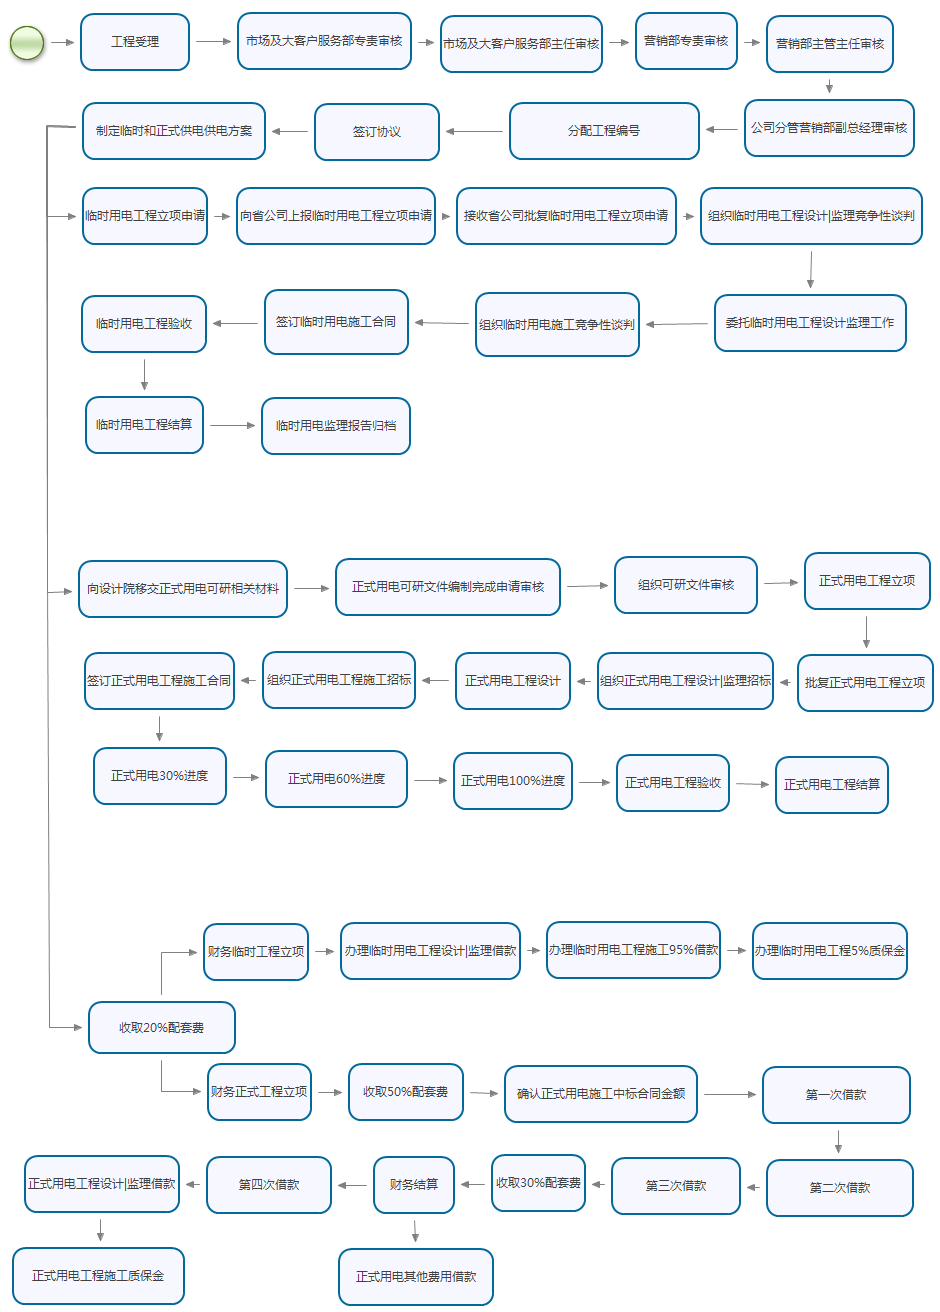 工程受理
市场及大客户服务部专责审核
市场及大客户服务部主任审核
营销部专责审核
营销部主管主任审核
公司分管营销部副总经理审核
分配工程编号
签订协议
制定临时和正式供电供电方案
临时用电工程立项申请
向省公司上报临时用电工程立项申请
接收省公司批复临时用电工程立项申请
组织临时用电工程设计|监理竞争性谈判
委托临时用电工程设计监理工作
组织临时用电施工竞争性谈判
签订临时用电施工合同
临时用电工程验收
临时用电工程结算
临时用电监理报告归档
向设计院移交正式用电可研相关材料
正式用电可研文件编制完成申请审核
组织可研文件审核
正式用电工程立项
批复正式用电工程立项
组织正式用电工程设计|监理招标
正式用电工程设计
组织正式用电工程施工招标
签订正式用电工程施工合同
正式用电30%进度
正式用电60%进度
正式用电100%进度
正式用电工程验收
正式用电工程结算
财务临时工程立项
办理临时用电工程设计|监理借款
办理临时用电工程施工95%借款
办理临时用电工程5%质保金
收取20%配套费
财务正式工程立项
收取50%配套费
确认正式用电施工中标合同金额
第一次借款
第二次借款
第三次借款
收取30%配套费
财务结算
第四次借款
正式用电工程设计|监理借款
正式用电工程施工质保金
正式用电其他费用借款